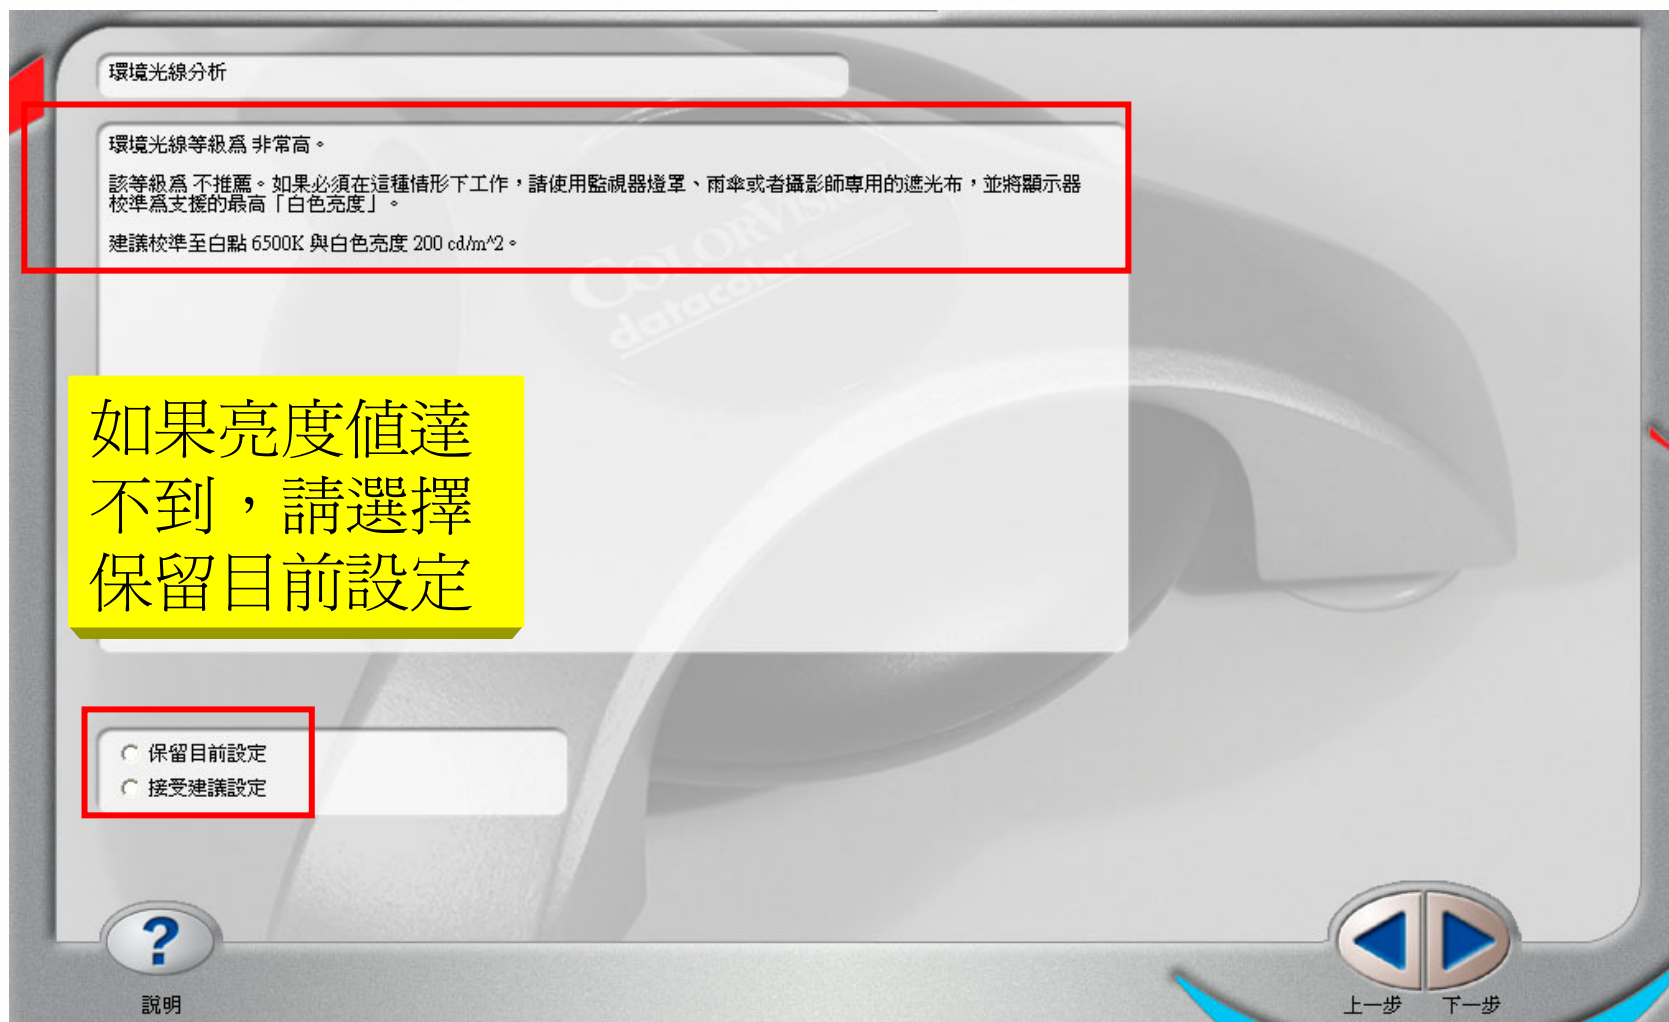 環境光線分析
環境光線等級為 非常高。
該等級為 不推薦。如果必須在這種情形下工作，請使用監視器燈罩、雨傘或者攝影師專用的遮光布，並將顯示器
校準為支援的最高「白色亮度」。
建議校準至白點 6500K 與白色亮度 200 cd/m^2。
COLORVISION
datacolor
如果亮度值達
不到，請選擇
保留目前設定
保留目前設定
接受建議設定
?
說明
上一步 下一步